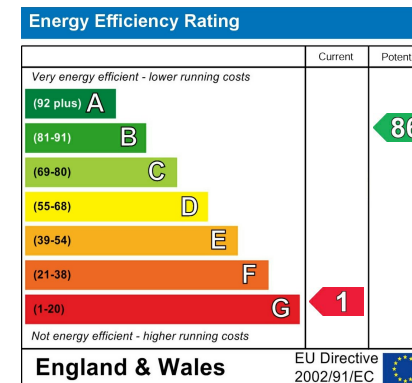 Energy Efficiency Rating
Current Potent
Very energy efficient - lower running costs
(92 plus) A
(81-91) B
86
(69-80) C
(55-68) D
(39-54) E
(21-38) F
(1-20) G 1
Not energy efficient - higher running costs
England & Wales
EU Directive
2002/91/EC